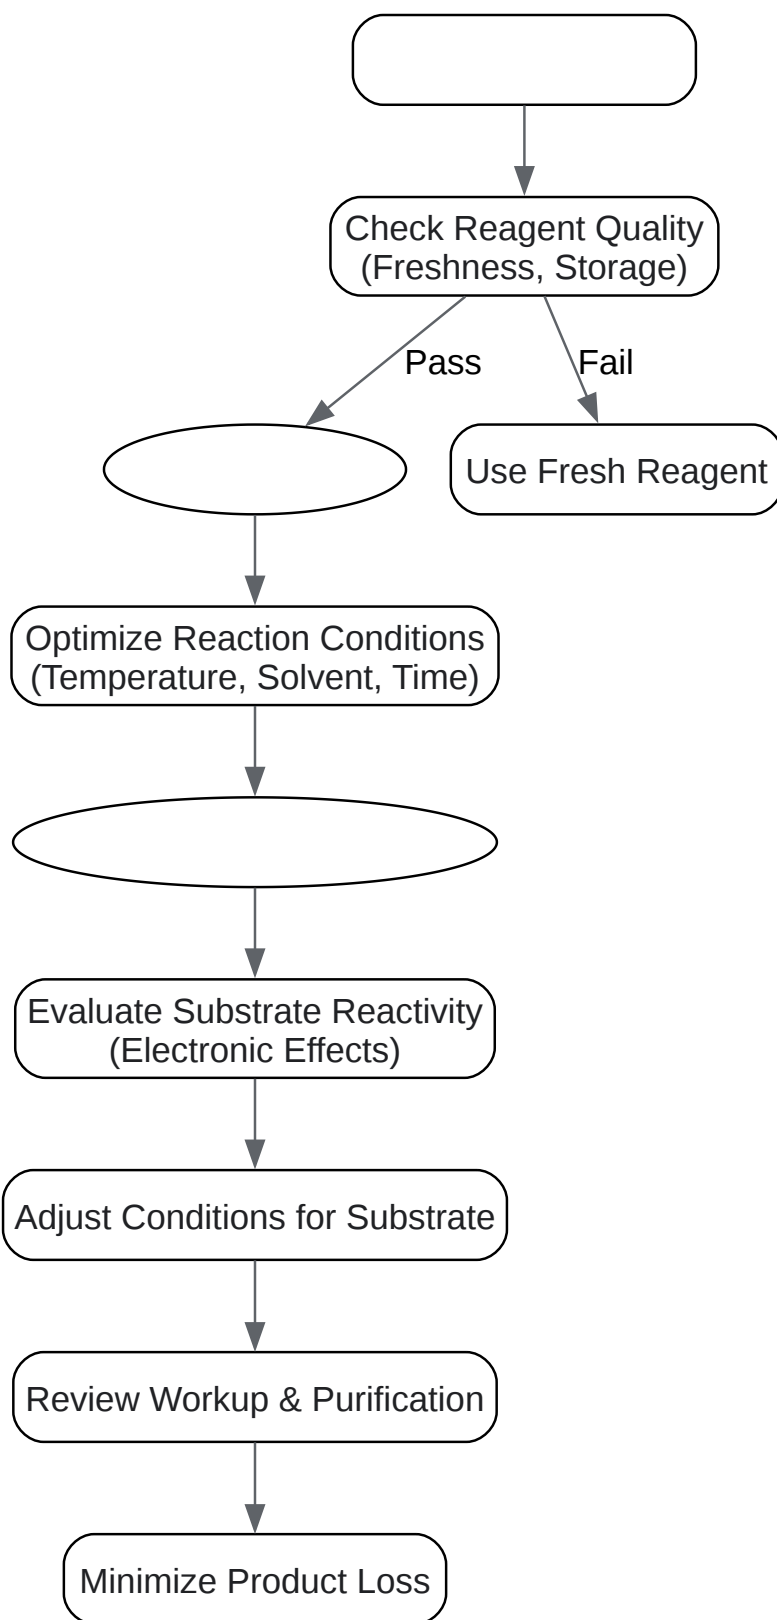 Check Reagent Quality
(Freshness, Storage)
Pass
Fail
Use Fresh Reagent
Optimize Reaction Conditions
(Temperature, Solvent, Time)
Evaluate Substrate Reactivity
(Electronic Effects)
Adjust Conditions for Substrate
Review Workup & Purification
Minimize Product Loss